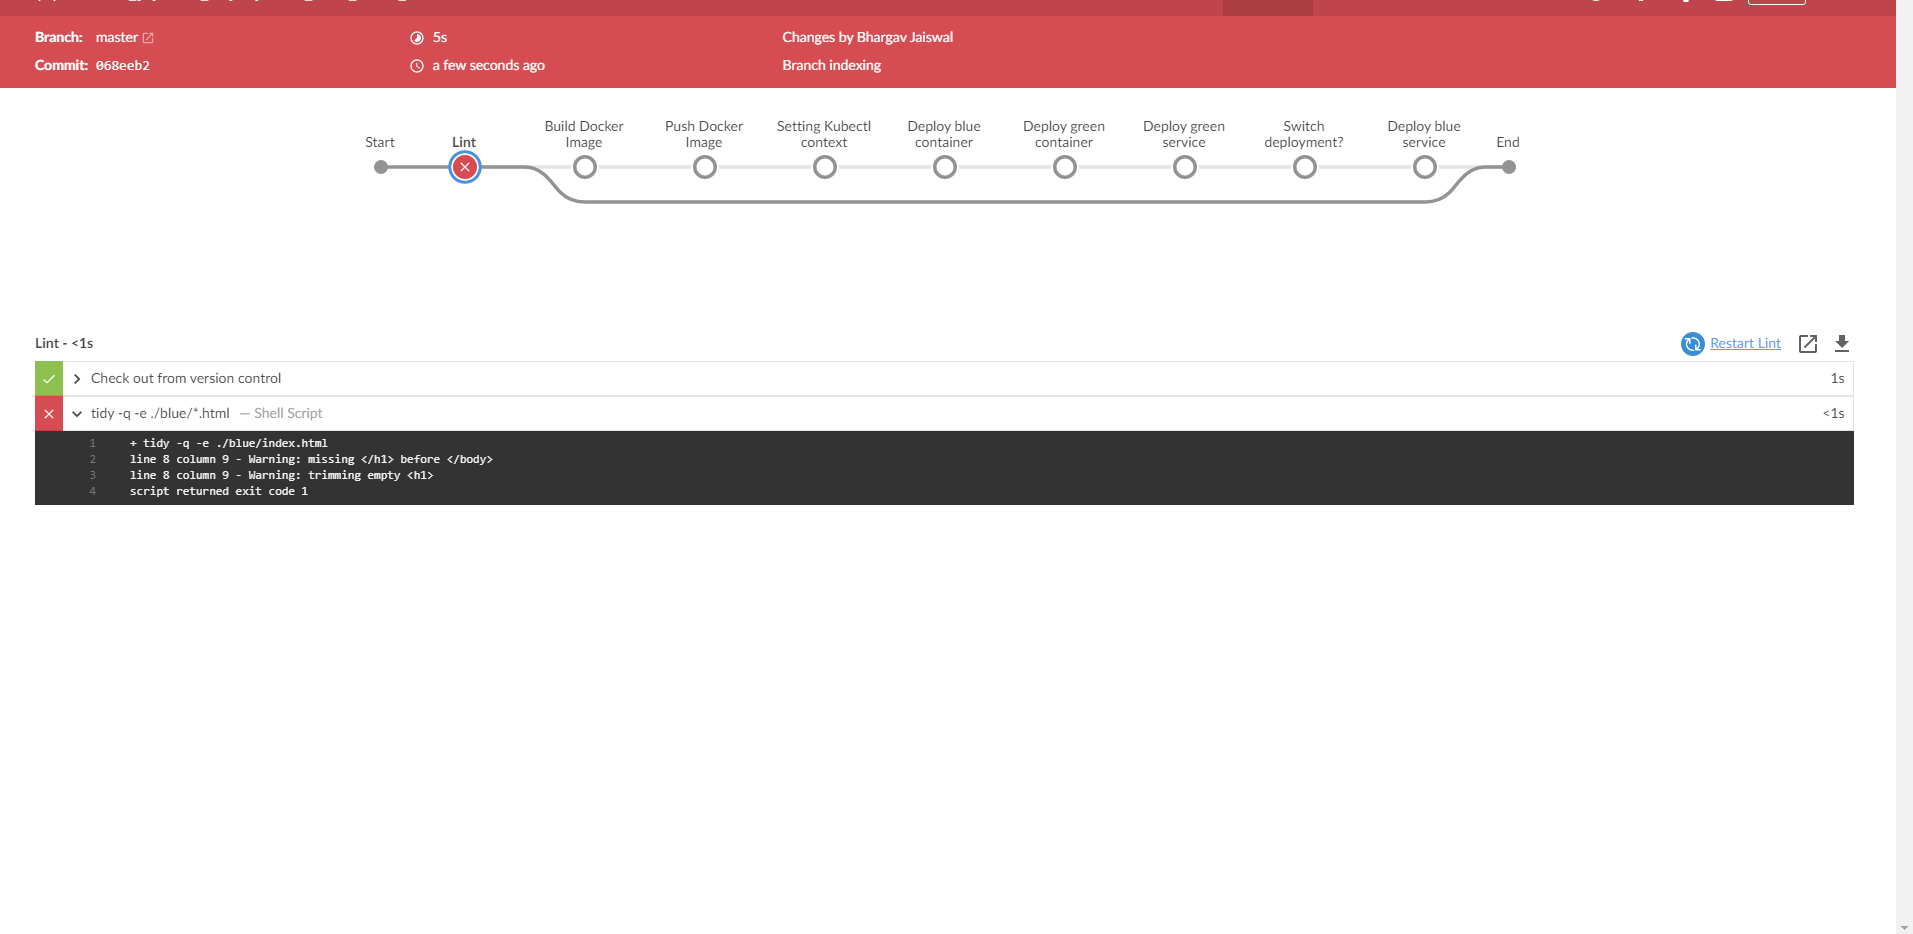 Branch: master
5s
Changes by Bhargav Jaiswal
Commit: 068eeb2
a few seconds ago
Branch indexing
Start
Lint
Build Docker
Image
Push Docker
Image
Setting Kubectl
context
Deploy blue
container
Deploy green
container
Deploy green
service
Switch
deployment?
Deploy blue
service
End
Lint - <1s
Restart Lint
Check out from version control
1s
tidy -q -e ./blue/*.html — Shell Script
<1s
1 + tidy -q -e ./blue/index.html
2 line 8 column 9 - Warning: missing </h1> before </body>
3 line 8 column 9 - Warning: trimming empty <h1>
4 script returned exit code 1